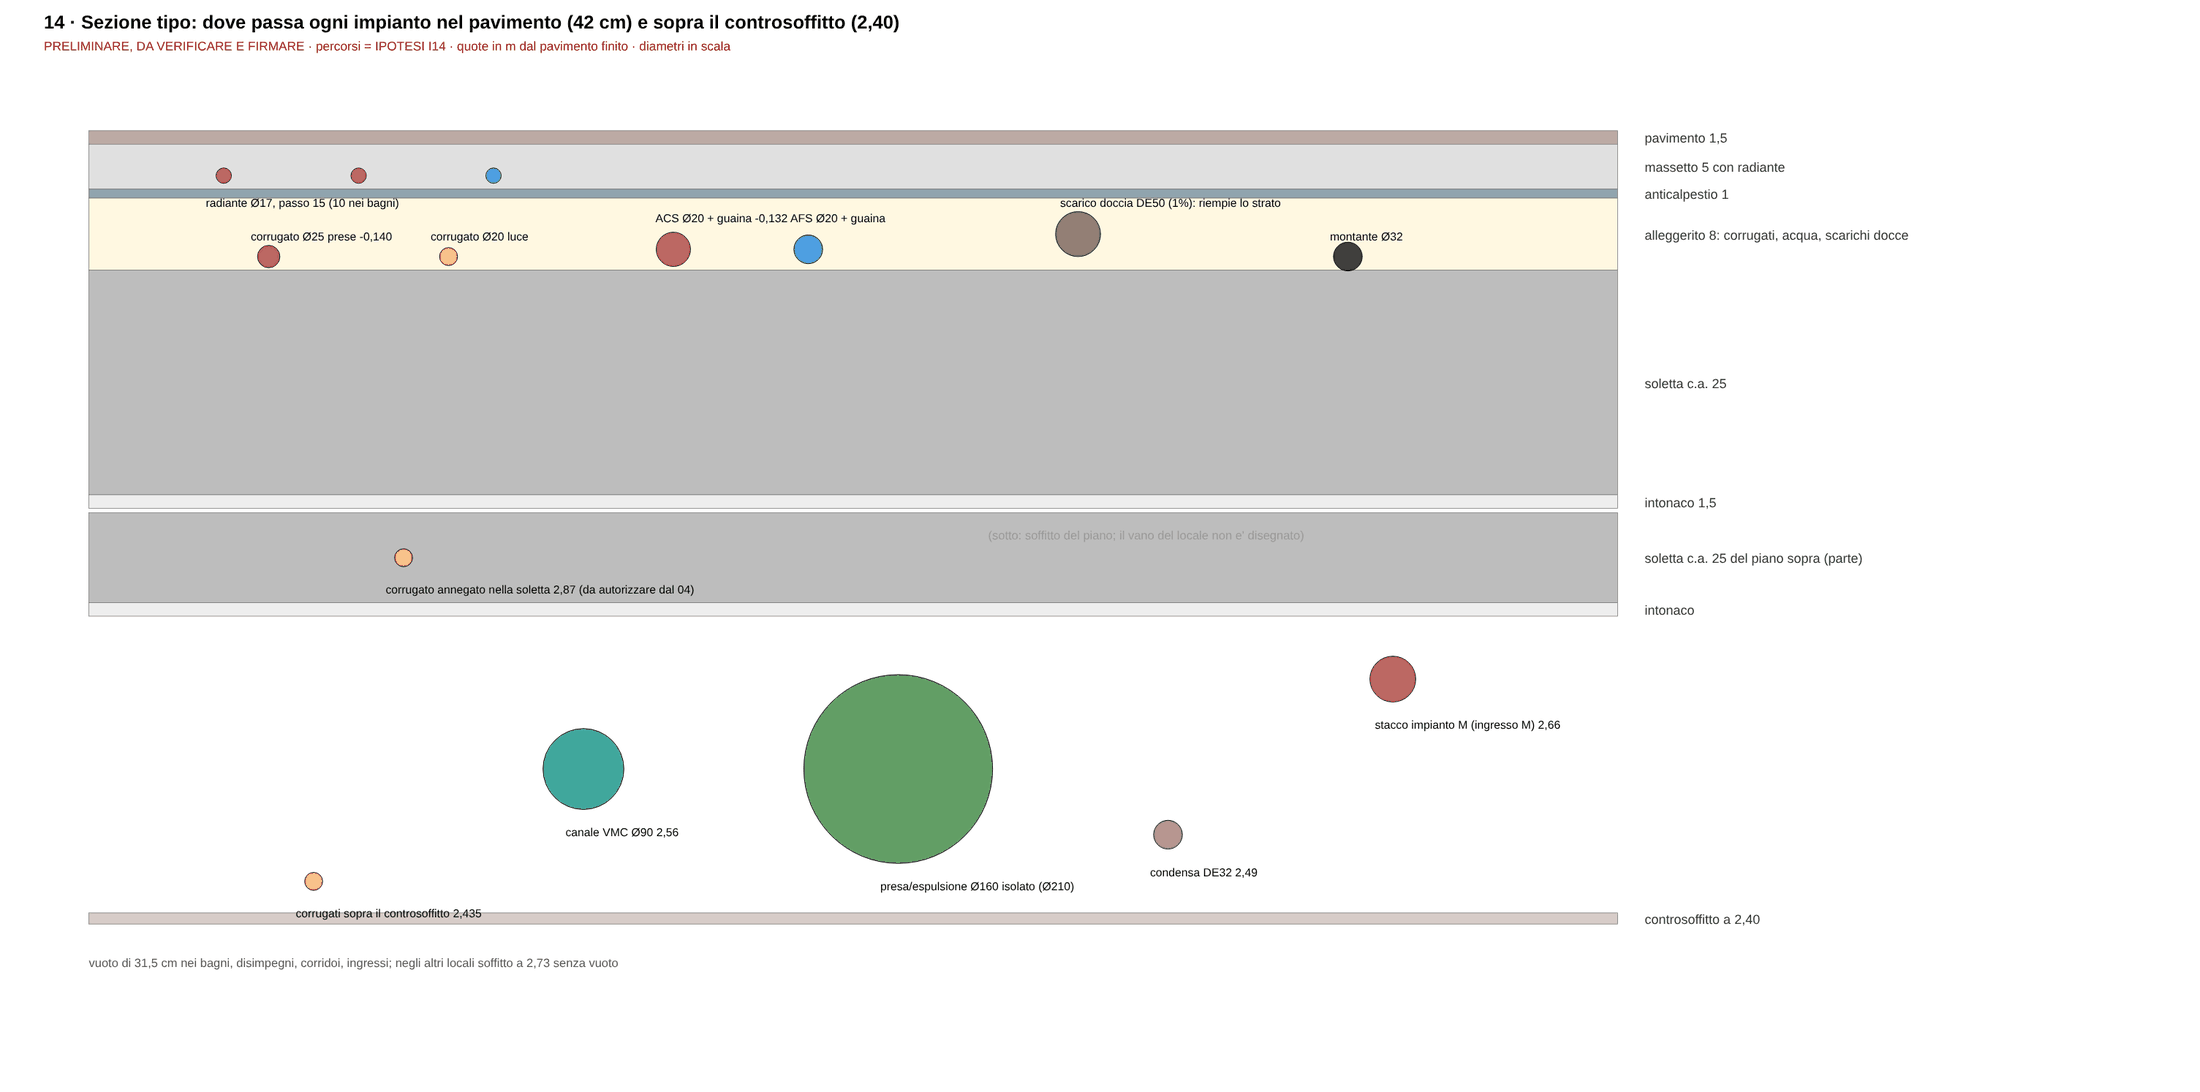 14 · Sezione tipo: dove passa ogni impianto nel pavimento (42 cm) e sopra il controsoffitto (2,40)
PRELIMINARE, DA VERIFICARE E FIRMARE · percorsi = IPOTESI I14 · quote in m dal pavimento finito · diametri in scala
pavimento 1,5
massetto 5 con radiante
anticalpestio 1
radiante Ø17, passo 15 (10 nei bagni)
scarico doccia DE50 (1%): riempie lo strato
ACS Ø20 + guaina -0,132 AFS Ø20 + guaina
corrugato Ø25 prese -0,140
corrugato Ø20 luce
montante Ø32
alleggerito 8: corrugati, acqua, scarichi docce
soletta c.a. 25
intonaco 1,5
(sotto: soffitto del piano; il vano del locale non e' disegnato)
soletta c.a. 25 del piano sopra (parte)
corrugato annegato nella soletta 2,87 (da autorizzare dal 04)
intonaco
stacco impianto M (ingresso M) 2,66
canale VMC Ø90 2,56
condensa DE32 2,49
presa/espulsione Ø160 isolato (Ø210)
corrugati sopra il controsoffitto 2,435
controsoffitto a 2,40
vuoto di 31,5 cm nei bagni, disimpegni, corridoi, ingressi; negli altri locali soffitto a 2,73 senza vuoto